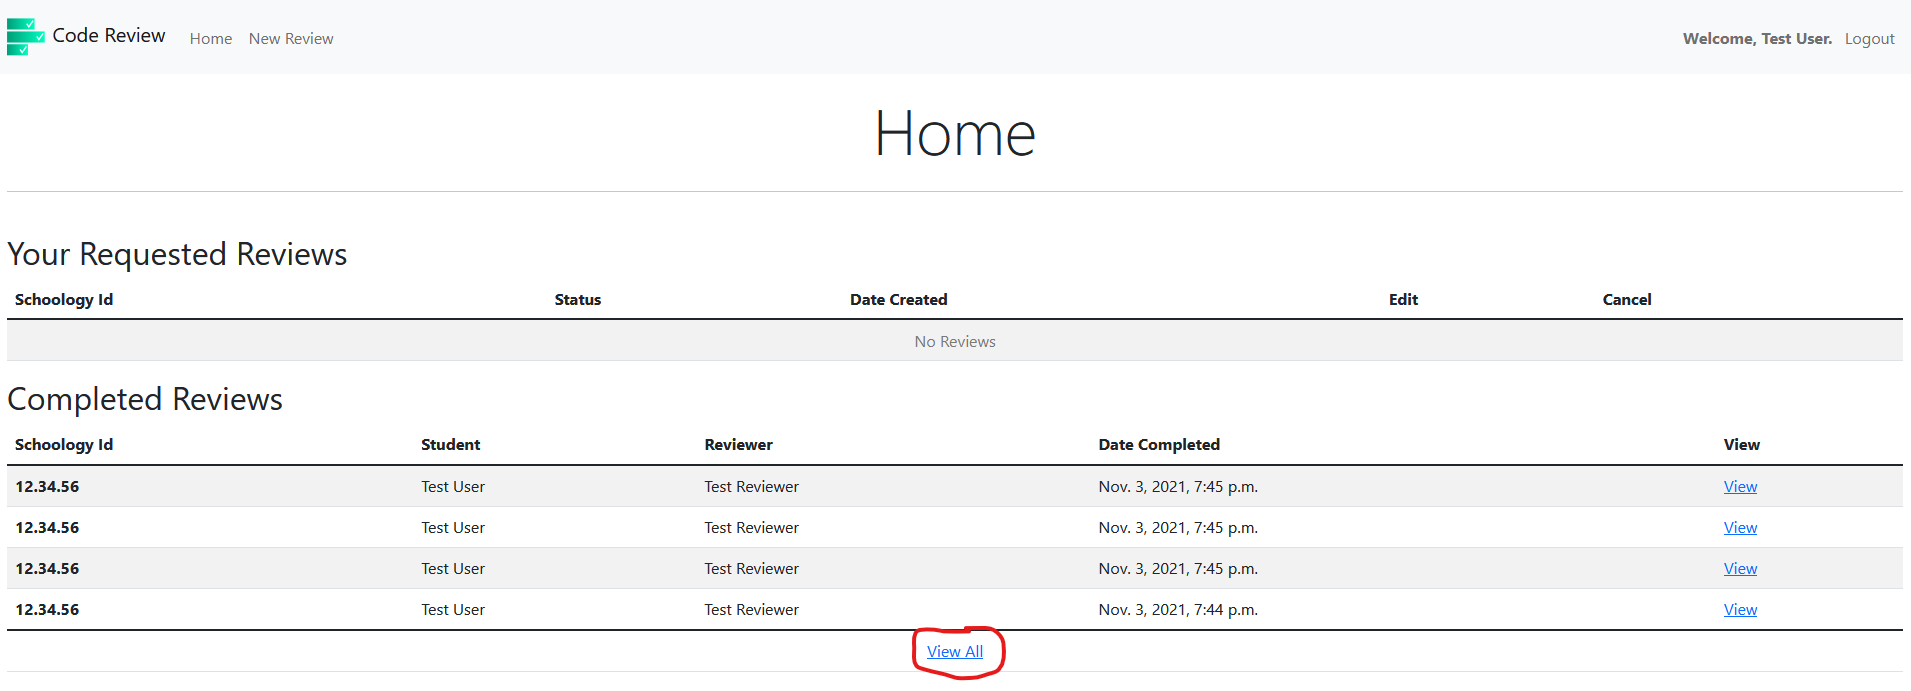 Code Review Home New Review Welcome, Test User. Logout
Home
Your Requested Reviews
Schoology Id Status Date Created Edit Cancel
No Reviews
Completed Reviews
Schoology Id Student Reviewer Date Completed View
12.34.56 Test User Test Reviewer Nov. 3, 2021, 7:45 p.m. View
12.34.56 Test User Test Reviewer Nov. 3, 2021, 7:45 p.m. View
12.34.56 Test User Test Reviewer Nov. 3, 2021, 7:45 p.m. View
12.34.56 Test User Test Reviewer Nov. 3, 2021, 7:44 p.m. View
View All